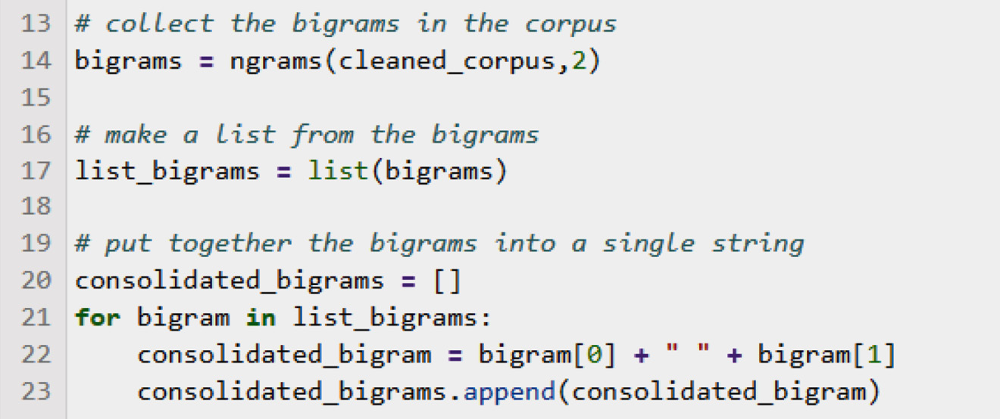 13 # collect the bigrams in the corpus
14 bigrams = ngrams(cleaned_corpus,2)
15
16 # make a list from the bigrams
17 list_bigrams = list(bigrams)
18
19 # put together the bigrams into a single string
20 consolidated_bigrams = []
21 for bigram in list_bigrams:
22     consolidated_bigram = bigram[0] + " " + bigram[1]
23     consolidated_bigrams.append(consolidated_bigram)